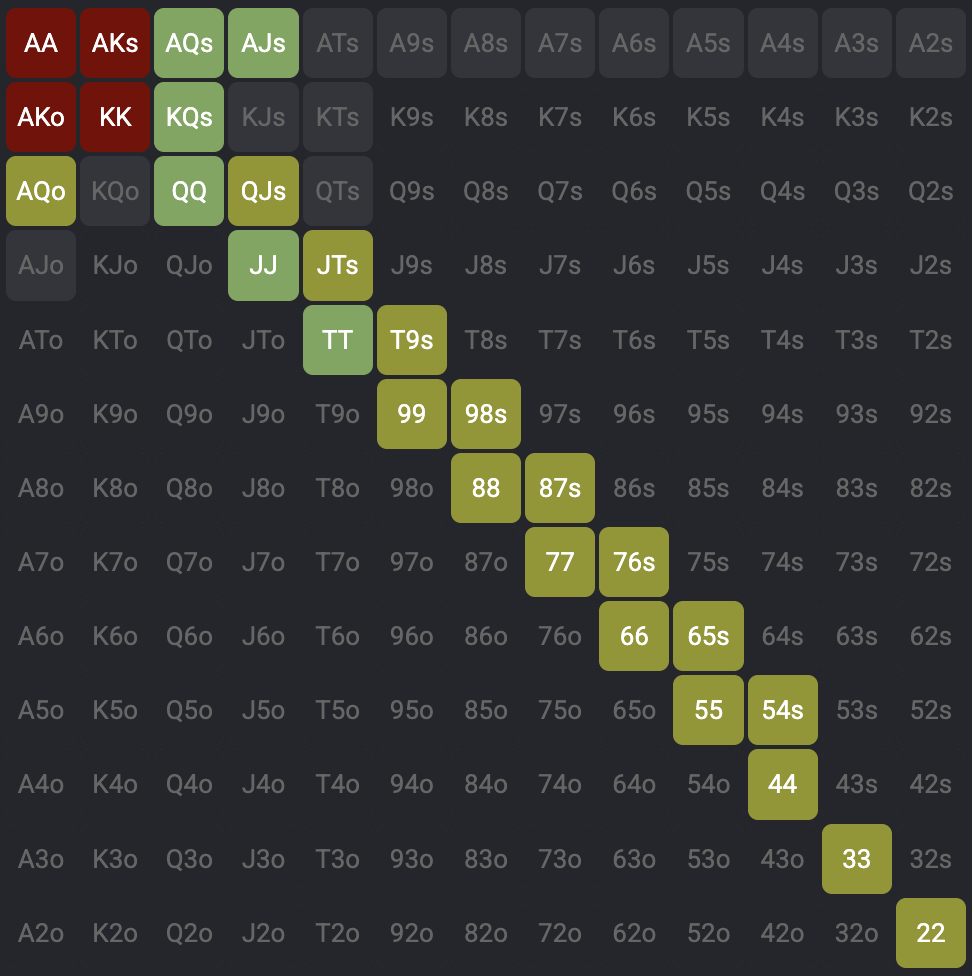 AA AKs AQs AJs ATs A9s A8s A7s A6s A5s A4s A3s A2s
AKo KK KQs KJs KTs K9s K8s K7s K6s K5s K4s K3s K2s
AQo KQo QQ QJs QTs Q9s Q8s Q7s Q6s Q5s Q4s Q3s Q2s
AJo KJo QJo JJ JTs J9s J8s J7s J6s J5s J4s J3s J2s
ATo KTo QTo JTo TT T9s T8s T7s T6s T5s T4s T3s T2s
A9o K9o Q9o J9o T9o 99 98s 97s 96s 95s 94s 93s 92s
A8o K8o Q8o J8o T8o 98o 88 87s 86s 85s 84s 83s 82s
A7o K7o Q7o J7o T7o 97o 87o 77 76s 75s 74s 73s 72s
A6o K6o Q6o J6o T6o 96o 86o 76o 66 65s 64s 63s 62s
A5o K5o Q5o J5o T5o 95o 85o 75o 65o 55 54s 53s 52s
A4o K4o Q4o J4o T4o 94o 84o 74o 64o 54o 44 43s 42s
A3o K3o Q3o J3o T3o 93o 83o 73o 63o 53o 43o 33 32s
A2o K2o Q2o J2o T2o 92o 82o 72o 62o 52o 42o 32o 22